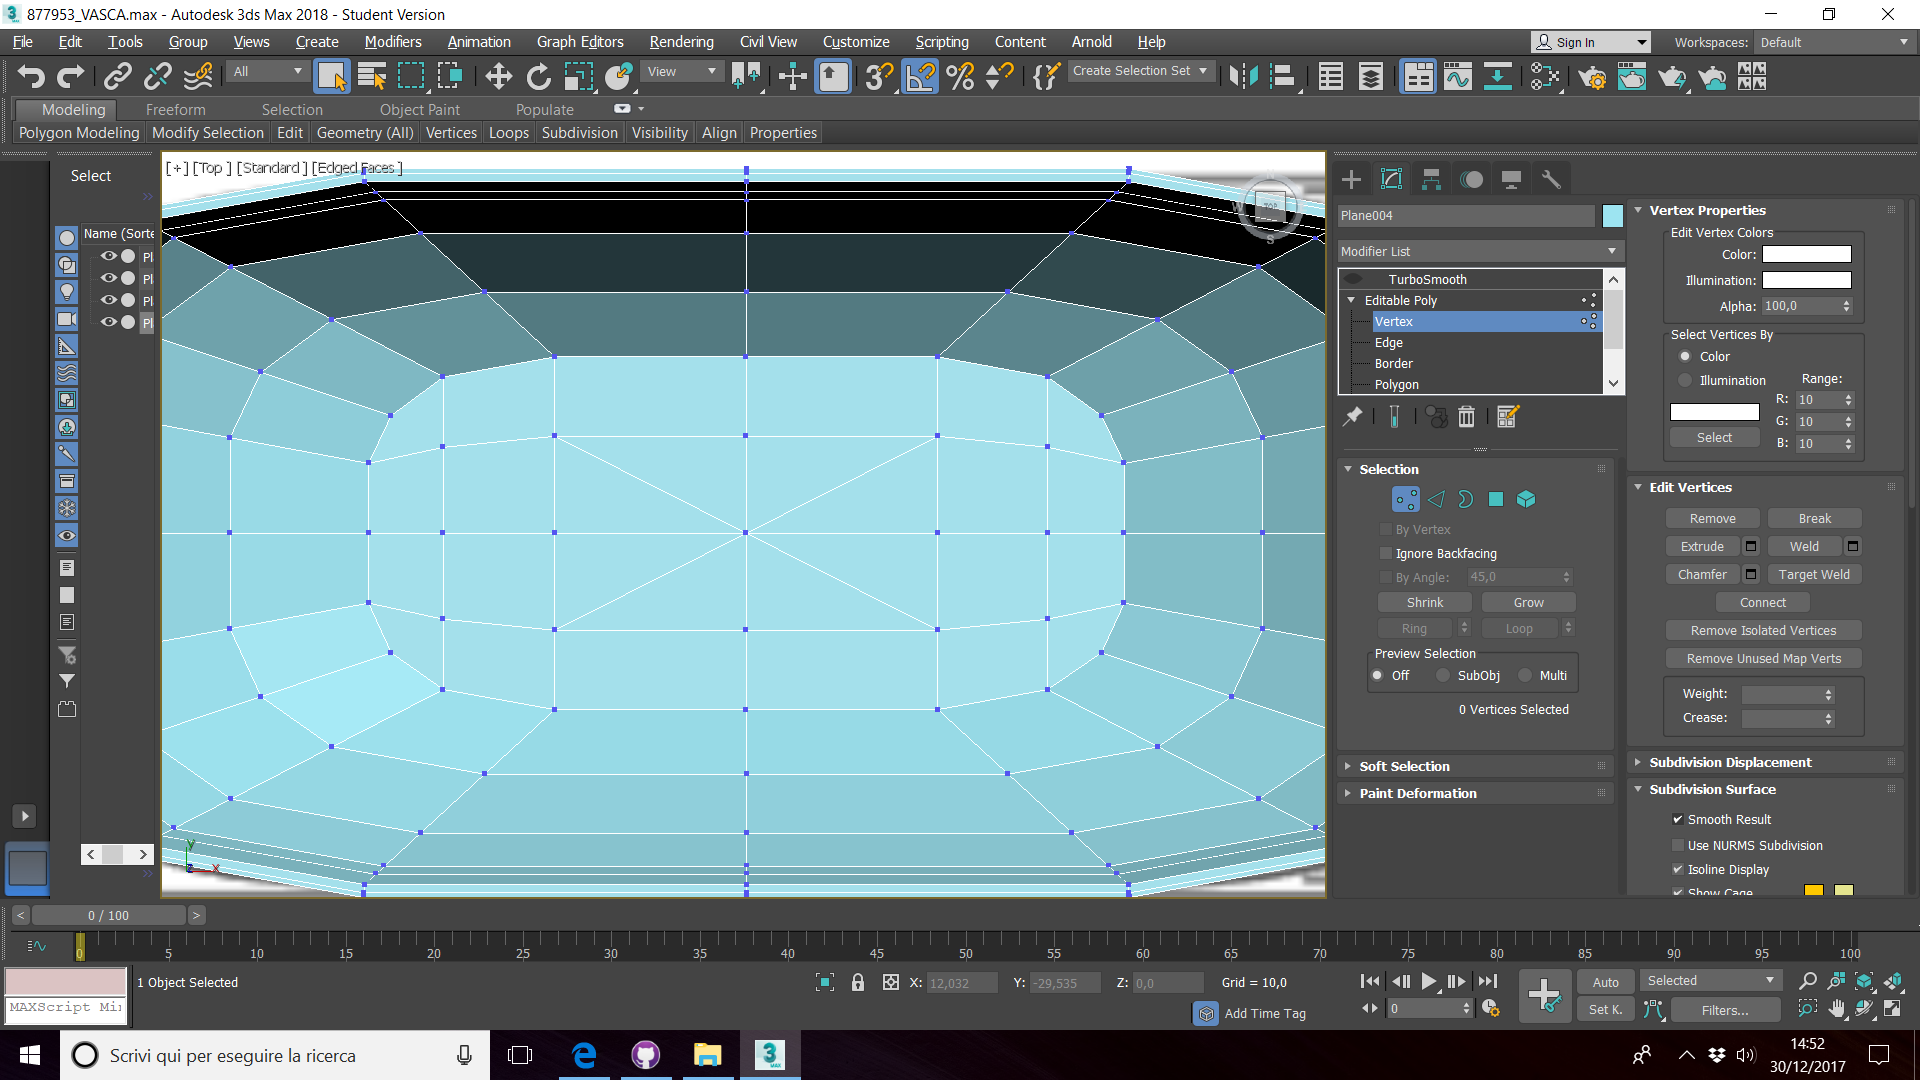 877953_VASCA.max - Autodesk 3ds Max 2018 - Student Version
File Edit Tools Group Views Create Modifiers Animation Graph Editors Rendering Civil View Customize Scripting Content Arnold Help Sign In Workspaces: Default
All View Create Selection Set
Modeling Freeform Selection Object Paint Populate
Polygon Modeling Modify Selection Edit Geometry (All) Vertices Loops Subdivision Visibility Align Properties
Select
[+] [Top] [Standard] [Edged Faces]
TOP
W
S
Name (Sorte
Pl
Pl
Pl
Pl
y
x
Plane004
Modifier List
TurboSmooth
Editable Poly
Vertex
Edge
Border
Polygon
Selection
By Vertex
Ignore Backfacing
By Angle: 45,0
Shrink Grow
Ring Loop
Preview Selection
Off SubObj Multi
0 Vertices Selected
Soft Selection
Paint Deformation
Vertex Properties
Edit Vertex Colors
Color:
Illumination:
Alpha: 100,0
Select Vertices By
Color
Illumination Range:
R: 10
G: 10
Select B: 10
Edit Vertices
Remove Break
Extrude Weld
Chamfer Target Weld
Connect
Remove Isolated Vertices
Remove Unused Map Verts
Weight:
Crease:
Subdivision Displacement
Subdivision Surface
Smooth Result
Use NURMS Subdivision
Isoline Display
Show Cage
< 0 / 100 >
0 5 10 15 20 25 30 35 40 45 50 55 60 65 70 75 80 85 90 95 100
1 Object Selected X: 12,032 Y: -29,535 Z: 0,0 Grid = 10,0 Auto Selected
MAXScript Mi
Add Time Tag 0 Set K. Filters...
Scrivi qui per eseguire la ricerca
3
MAX
14:52
30/12/2017